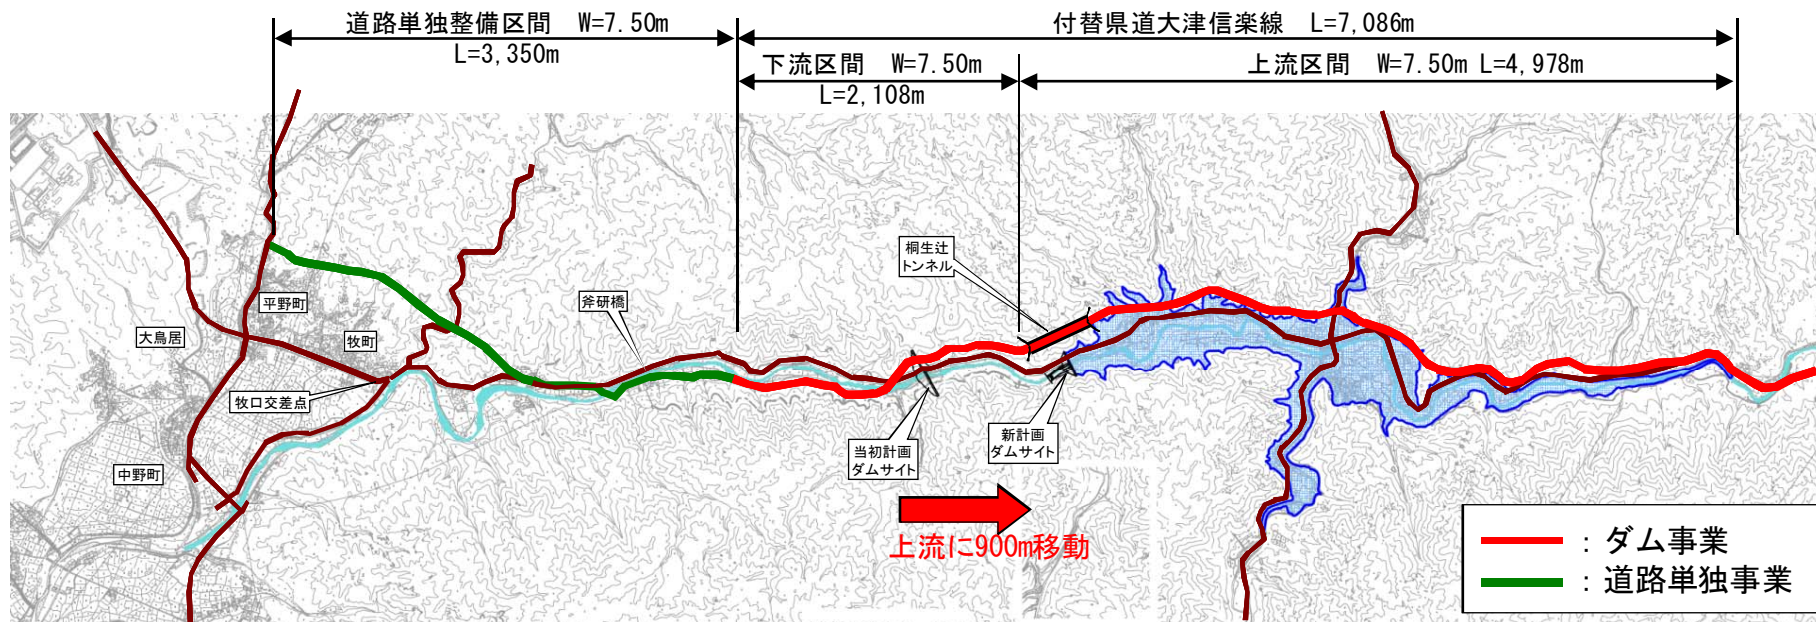 道路単独整備区間 W=7.50m
L=3,350m
付替県道大津信楽線 L=7,086m
下流区間 W=7.50m
L=2,108m
上流区間 W=7.50m L=4,978m
桐生辻
トンネル
斧研橋
平野町
大鳥居
牧町
牧口交差点
中野町
当初計画
ダムサイト
新計画
ダムサイト
上流に900m移動
：ダム事業
：道路単独事業